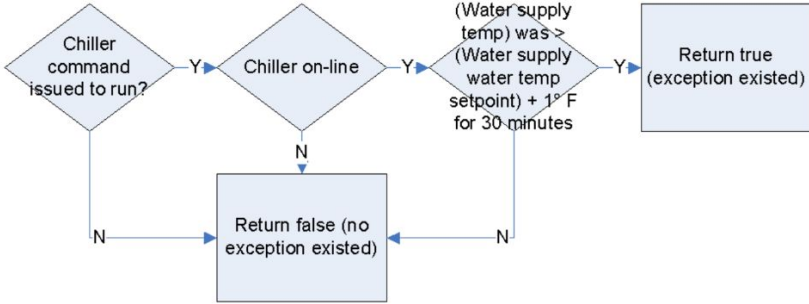 Chiller
command
issued to run?
Y
Chiller on-line
Y
(Water supply
temp) was >
(Water supply
water temp
setpoint) + 1° F
for 30 minutes
Y
Return true
(exception existed)
N
N
N
Return false (no
exception existed)